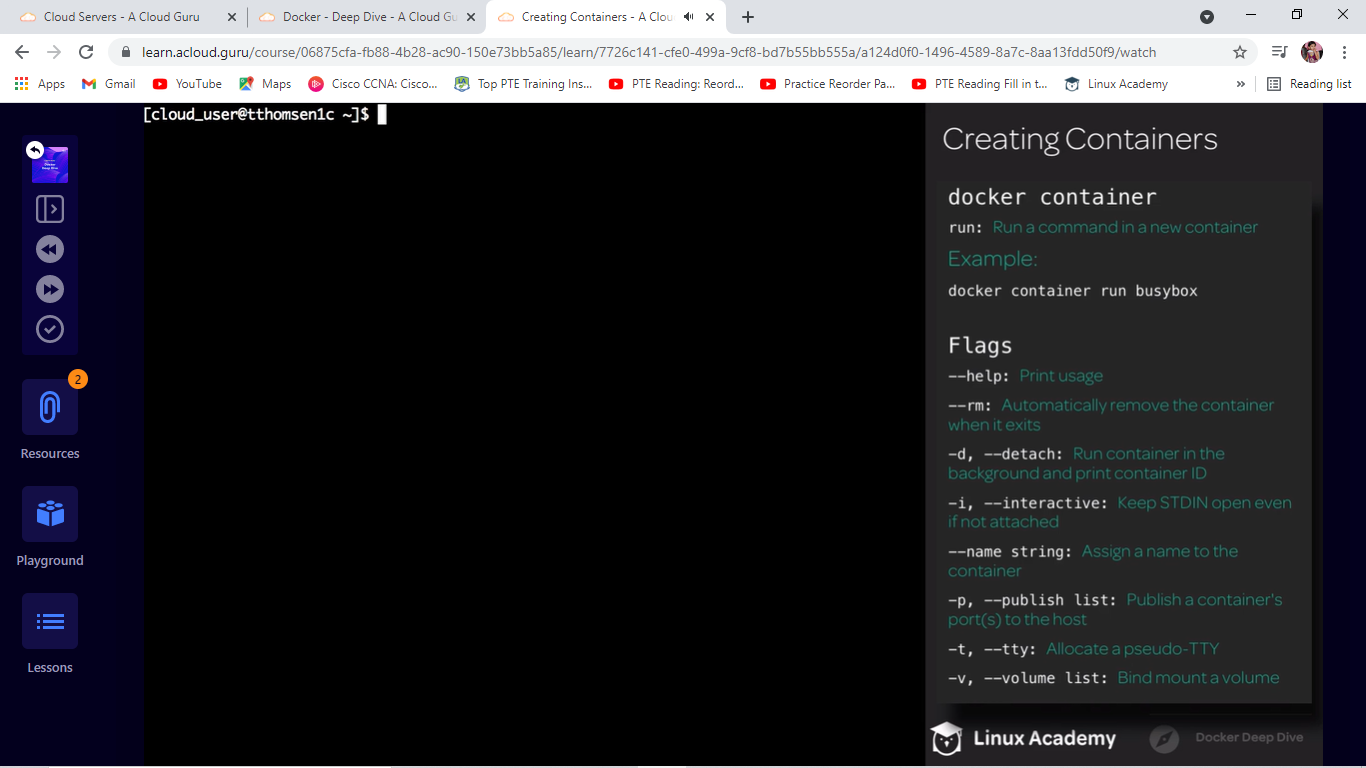 Cloud Servers - A Cloud Guru
Docker - Deep Dive - A Cloud Gu
Creating Containers - A Clou
learn.acloud.guru/course/06875cfa-fb88-4b28-ac90-150e73bb5a85/learn/7726c141-cfe0-499a-9cf8-bd7b55bb555a/a124d0f0-1496-4589-8a7c-8aa13fdd50f9/watch
Apps Gmail YouTube Maps Cisco CCNA: Cisco... Top PTE Training Ins... PTE Reading: Reord... Practice Reorder Pa... PTE Reading Fill in t... Linux Academy » Reading list
[cloud_user@tthomsen1c ~]$
Docker
Deep Dive
2
Resources
Playground
Lessons
Creating Containers
docker container
run: Run a command in a new container
Example:
docker container run busybox
Flags
--help: Print usage
--rm: Automatically remove the container
when it exits
-d, --detach: Run container in the
background and print container ID
-i, --interactive: Keep STDIN open even
if not attached
--name string: Assign a name to the
container
-p, --publish list: Publish a container's
port(s) to the host
-t, --tty: Allocate a pseudo-TTY
-v, --volume list: Bind mount a volume
Linux Academy
Docker Deep Dive